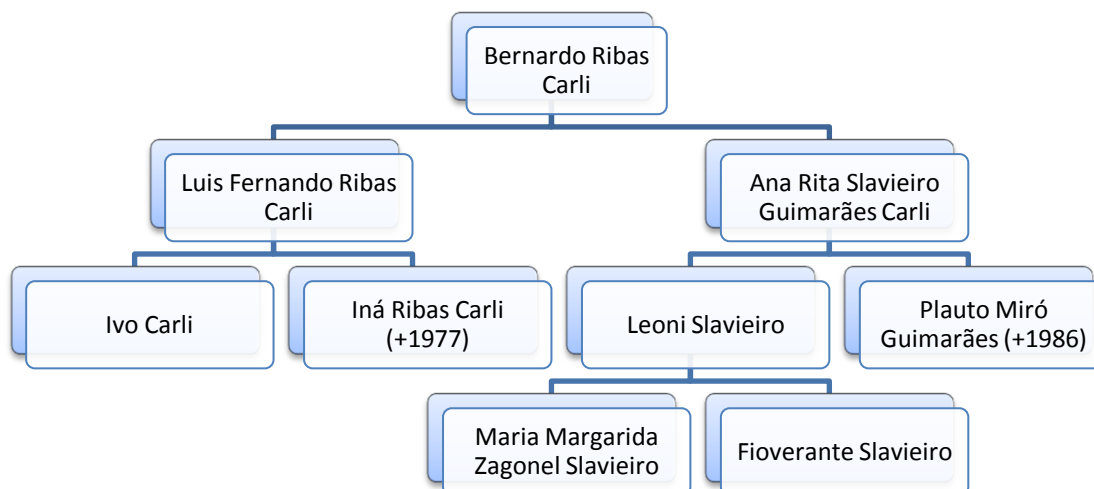 Bernardo Ribas
Carli
Luis Fernando Ribas
Carli
Ana Rita Slavieiro
Guimarães Carli
Ivo Carli
Iná Ribas Carli
(+1977)
Leoni Slavieiro
Plauto Miró
Guimarães (+1986)
Maria Margarida
Zagonel Slavieiro
Fioverante Slavieiro